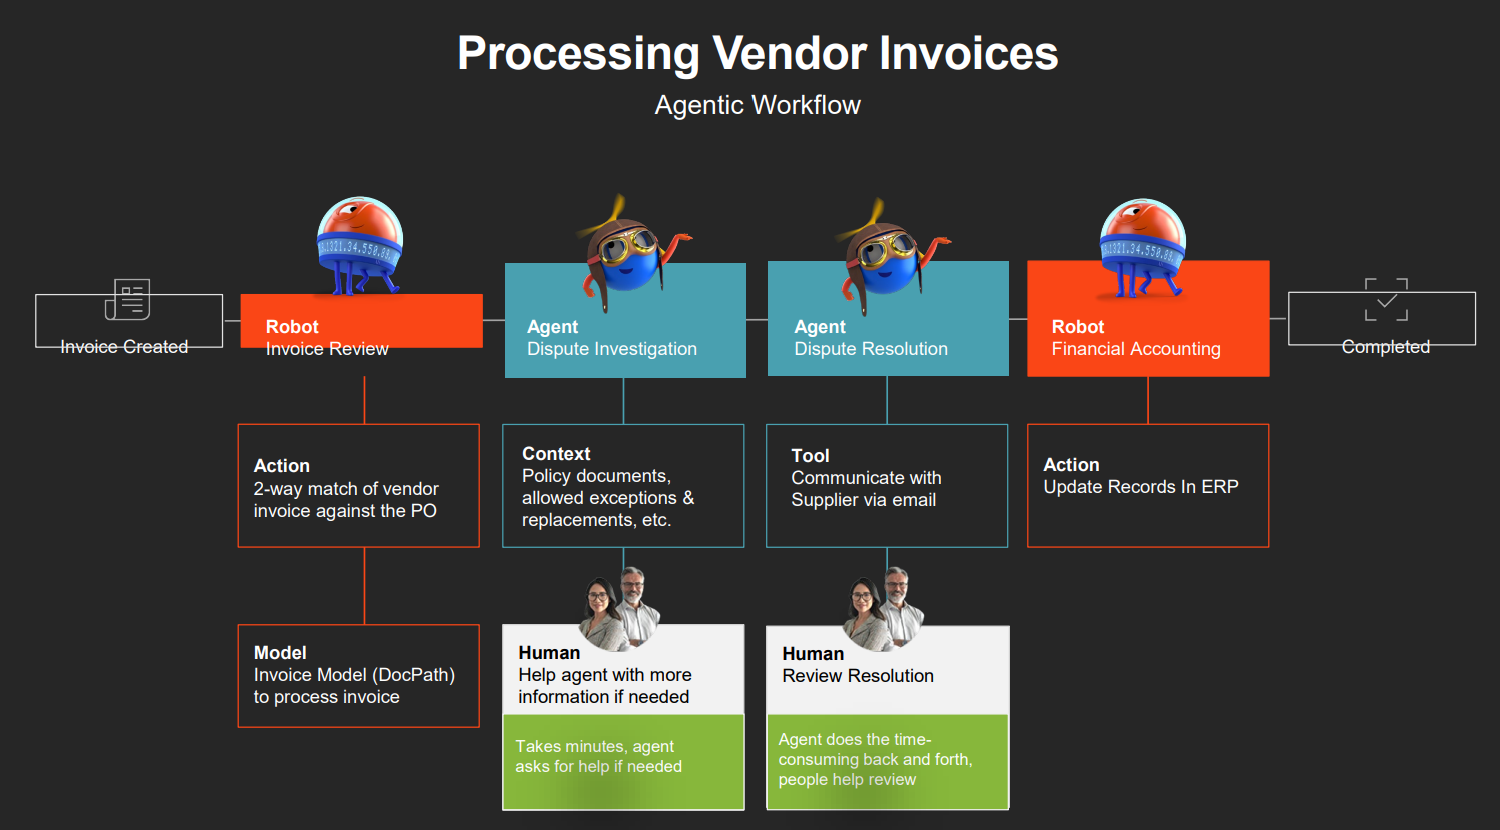 Processing Vendor Invoices
Agentic Workflow
Invoice Created
Robot
Invoice Review
Agent
Dispute Investigation
Agent
Dispute Resolution
Robot
Financial Accounting
Completed
Action
2-way match of vendor
invoice against the PO
Context
Policy documents,
allowed exceptions &
replacements, etc.
Tool
Communicate with
Supplier via email
Action
Update Records In ERP
Model
Invoice Model (DocPath)
to process invoice
Human
Help agent with more
information if needed
Takes minutes, agent
asks for help if needed
Human
Review Resolution
Agent does the time-
consuming back and forth,
people help review